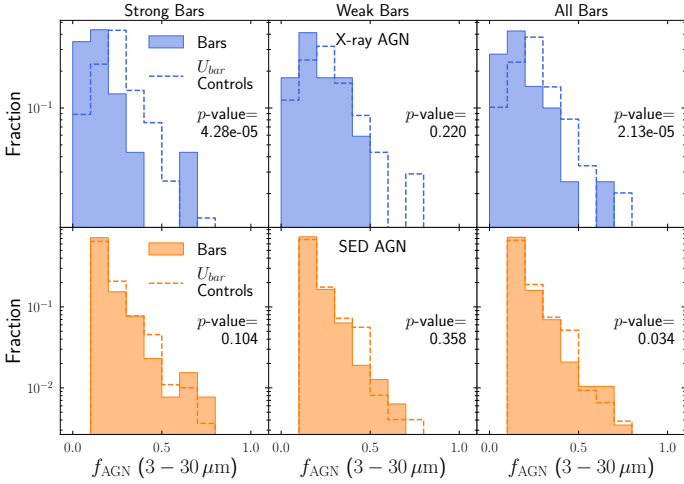 Strong Bars
Weak Bars
All Bars
Fraction
10⁻¹
Bars
U_bar
Controls
p-value=
4.28e-05
X-ray AGN
p-value=
0.220
p-value=
2.13e-05
Fraction
10⁻¹
10⁻²
Bars
U_bar
Controls
p-value=
0.104
SED AGN
p-value=
0.358
p-value=
0.034
0.0 0.5 1.0
0.0 0.5 1.0
0.0 0.5 1.0
f_AGN (3 − 30 μm)
f_AGN (3 − 30 μm)
f_AGN (3 − 30 μm)